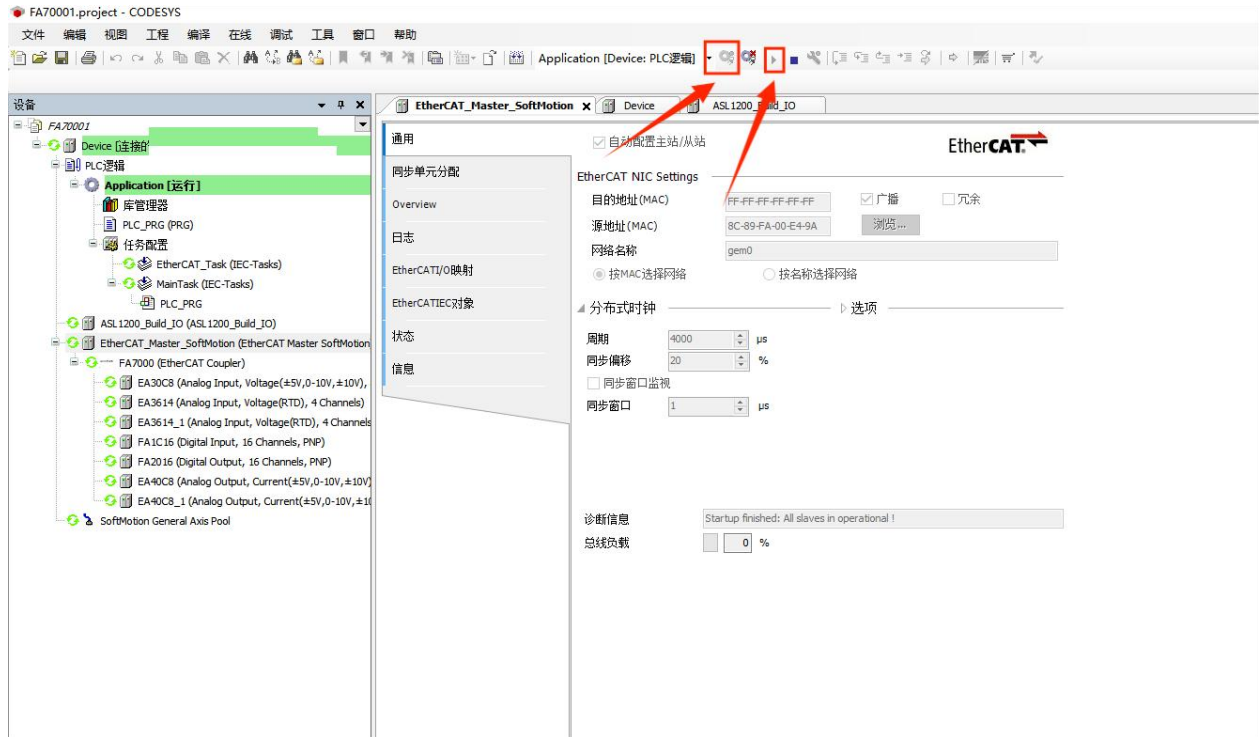 FA70001.project - CODESYS
文件 编辑 视图 工程 编译 在线 调试 工具 窗口 帮助
Application [Device: PLC逻辑]
设备
FA70001
Device [连接的
PLC逻辑
Application [运行]
库管理器
PLC_PRG (PRG)
任务配置
EtherCAT_Task (IEC-Tasks)
MainTask (IEC-Tasks)
PLC_PRG
ASL1200_Build_IO (ASL1200_Build_IO)
EtherCAT_Master_SoftMotion (EtherCAT Master SoftMotion
FA7000 (EtherCAT Coupler)
EA30C8 (Analog Input, Voltage(±5V,0-10V,±10V),
EA3614 (Analog Input, Voltage(RTD), 4 Channels)
EA3614_1 (Analog Input, Voltage(RTD), 4 Channels
FA1C16 (Digital Input, 16 Channels, PNP)
FA2016 (Digital Output, 16 Channels, PNP)
EA40C8 (Analog Output, Current(±5V,0-10V,±10V)
EA40C8_1 (Analog Output, Current(±5V,0-10V,±10
SoftMotion General Axis Pool
EtherCAT_Master_SoftMotion Device ASL1200_Build_IO
通用
同步单元分配
Overview
日志
EtherCATI/O映射
EtherCATIEC对象
状态
信息
自动配置主站/从站
EtherCAT
EtherCAT NIC Settings
目的地址(MAC) FF-FF-FF-FF-FF-FF 广播 冗余
源地址(MAC) 8C-89-FA-00-E4-9A 浏览...
网络名称 gem0
按MAC选择网络 按名称选择网络
分布式时钟 选项
周期 4000 µs
同步偏移 20 %
同步窗口监视
同步窗口 1 µs
诊断信息 Startup finished: All slaves in operational !
总线负载 0 %